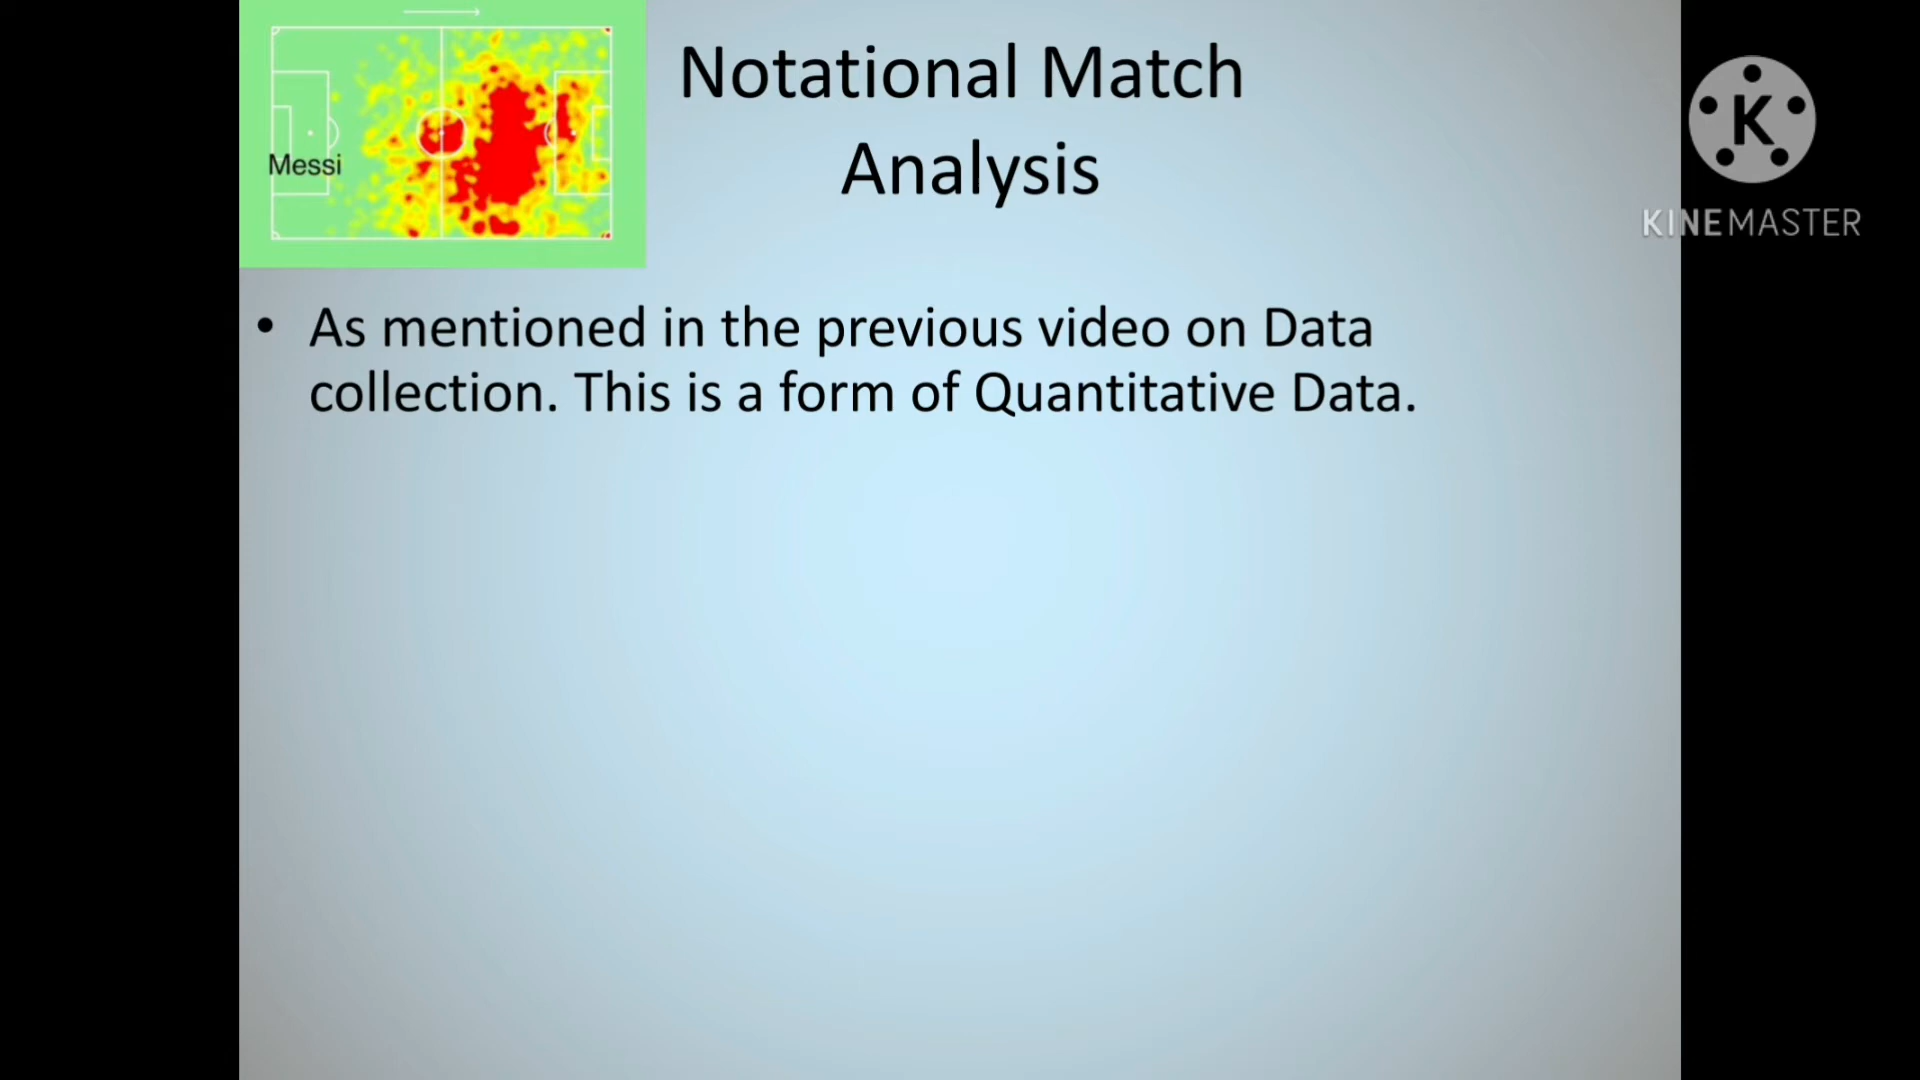 Notational Match
Analysis
Messi
• As mentioned in the previous video on Data
collection. This is a form of Quantitative Data.
K
KINEMASTER